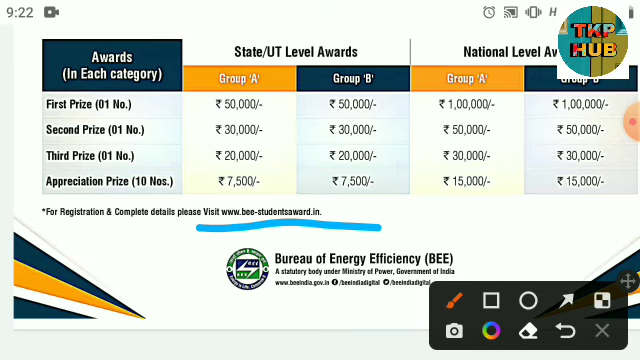 9:22
H
TKP
HUB
Awards
(In Each category)
State/UT Level Awards
National Level
Group 'A'
Group 'B'
Group 'A'
First Prize (01 No.)
₹ 50,000/-
₹ 50,000/-
₹ 1,00,000/-
₹ 1,00,000/-
Second Prize (01 No.)
₹ 30,000/-
₹ 30,000/-
₹ 50,000/-
₹ 50,000/-
Third Prize (01 No.)
₹ 20,000/-
₹ 20,000/-
₹ 30,000/-
₹ 30,000/-
Appreciation Prize (10 Nos.)
₹ 7,500/-
₹ 7,500/-
₹ 15,000/-
₹ 15,000/-
*For Registration & Complete details please Visit www.bee-studentsaward.in.
Bureau of Energy Efficiency (BEE)
A statutory body under Ministry of Power, Government of India
www.beeindia.gov.in /beeindiadigital /beeindiadigital